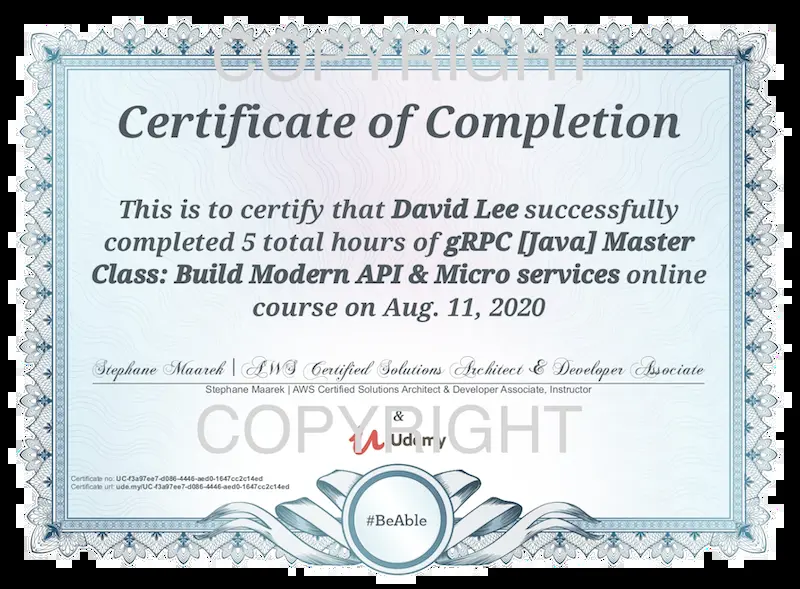 COPYRIGHT
Certificate of Completion
This is to certify that David Lee successfully
completed 5 total hours of gRPC [Java] Master
Class: Build Modern API & Micro services online
course on Aug. 11, 2020
Stephane Maarek | AWS Certified Solutions Architect & Developer Associate
Stephane Maarek | AWS Certified Solutions Architect & Developer Associate, Instructor
&
COPYRIGHT
Udemy
Certificate no: UC-f3a97ee7-d086-4446-aed0-1647cc2c14ed
Certificate url: ude.my/UC-f3a97ee7-d086-4446-aed0-1647cc2c14ed
#BeAble